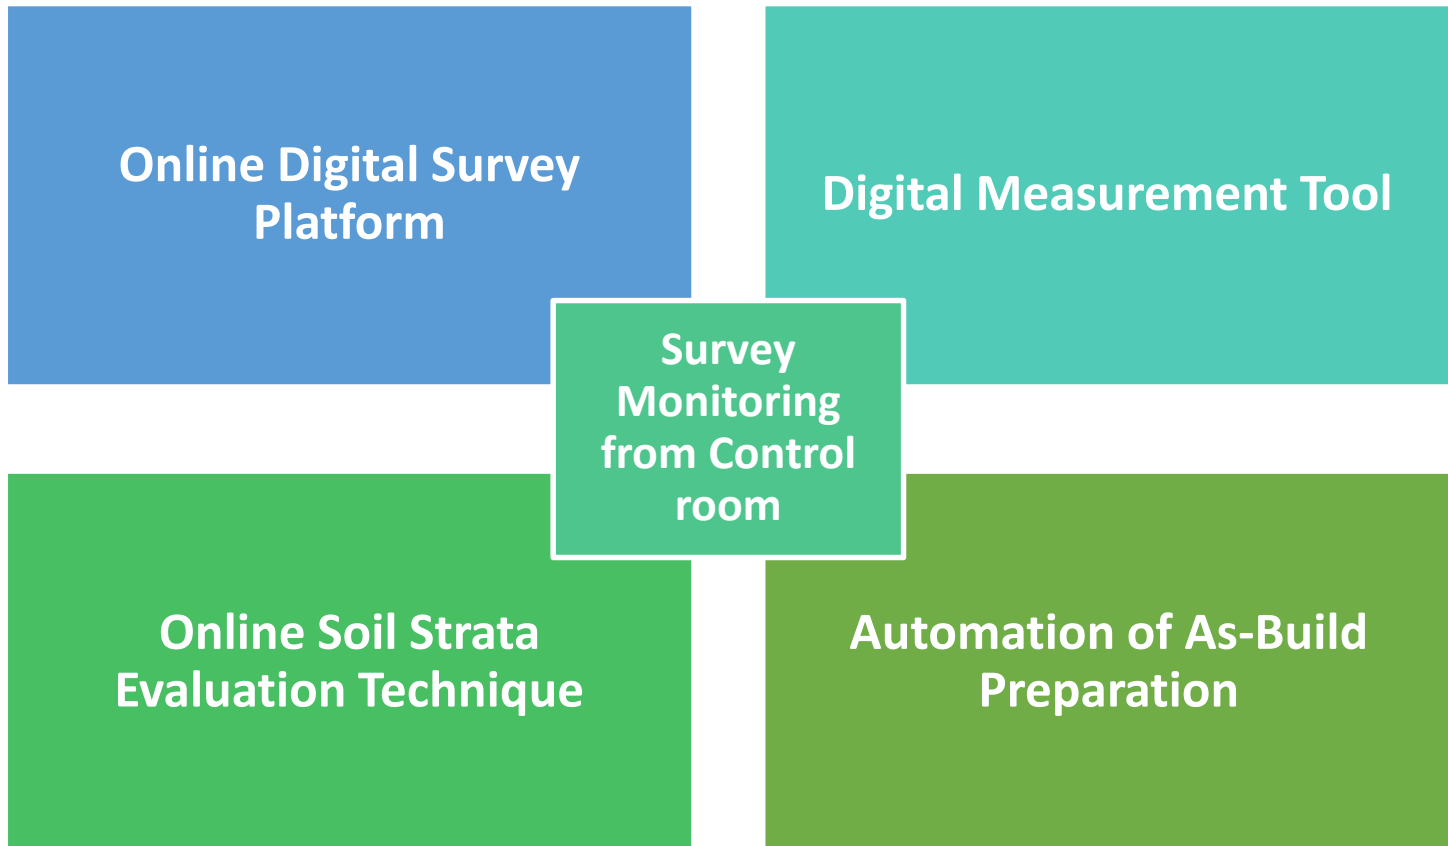 Online Digital Survey
Platform
Digital Measurement Tool
Survey
Monitoring
from Control
room
Online Soil Strata
Evaluation Technique
Automation of As-Build
Preparation